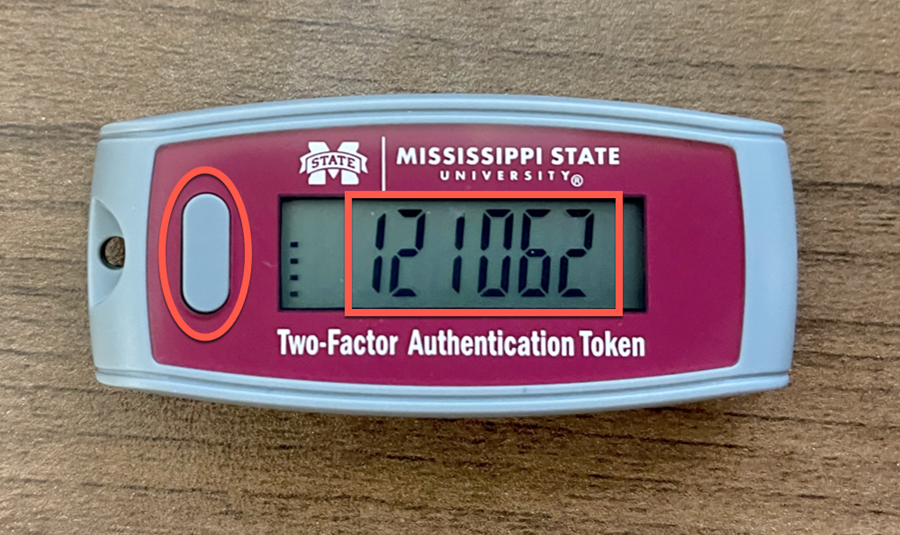 STATE
MISSISSIPPI STATE
UNIVERSITY®
121062
Two-Factor Authentication Token